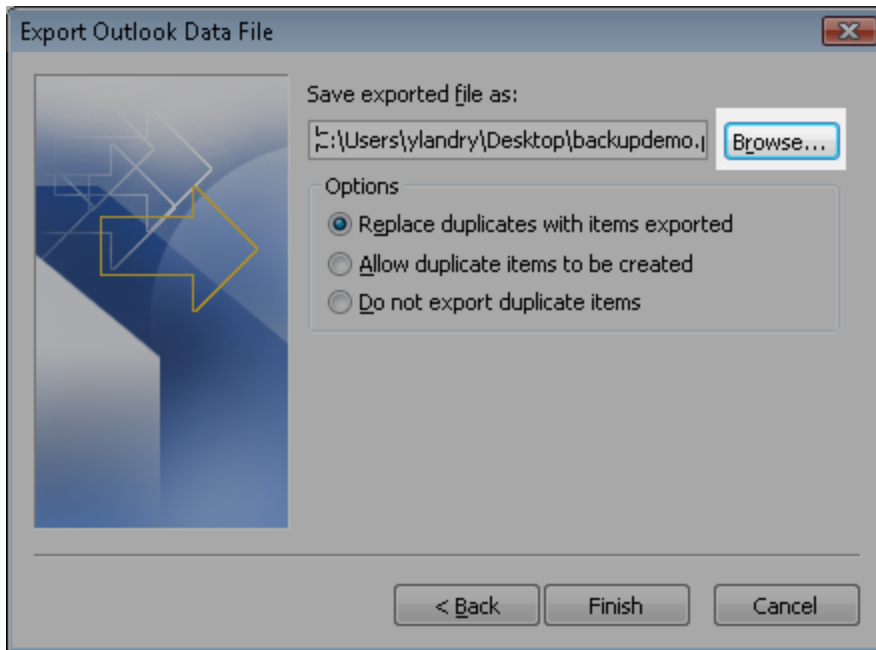 Export Outlook Data File
Save exported file as:
C:\Users\ylandry\Desktop\backupdemo.p
Browse...
Options
Replace duplicates with items exported
Allow duplicate items to be created
Do not export duplicate items
< Back
Finish
Cancel